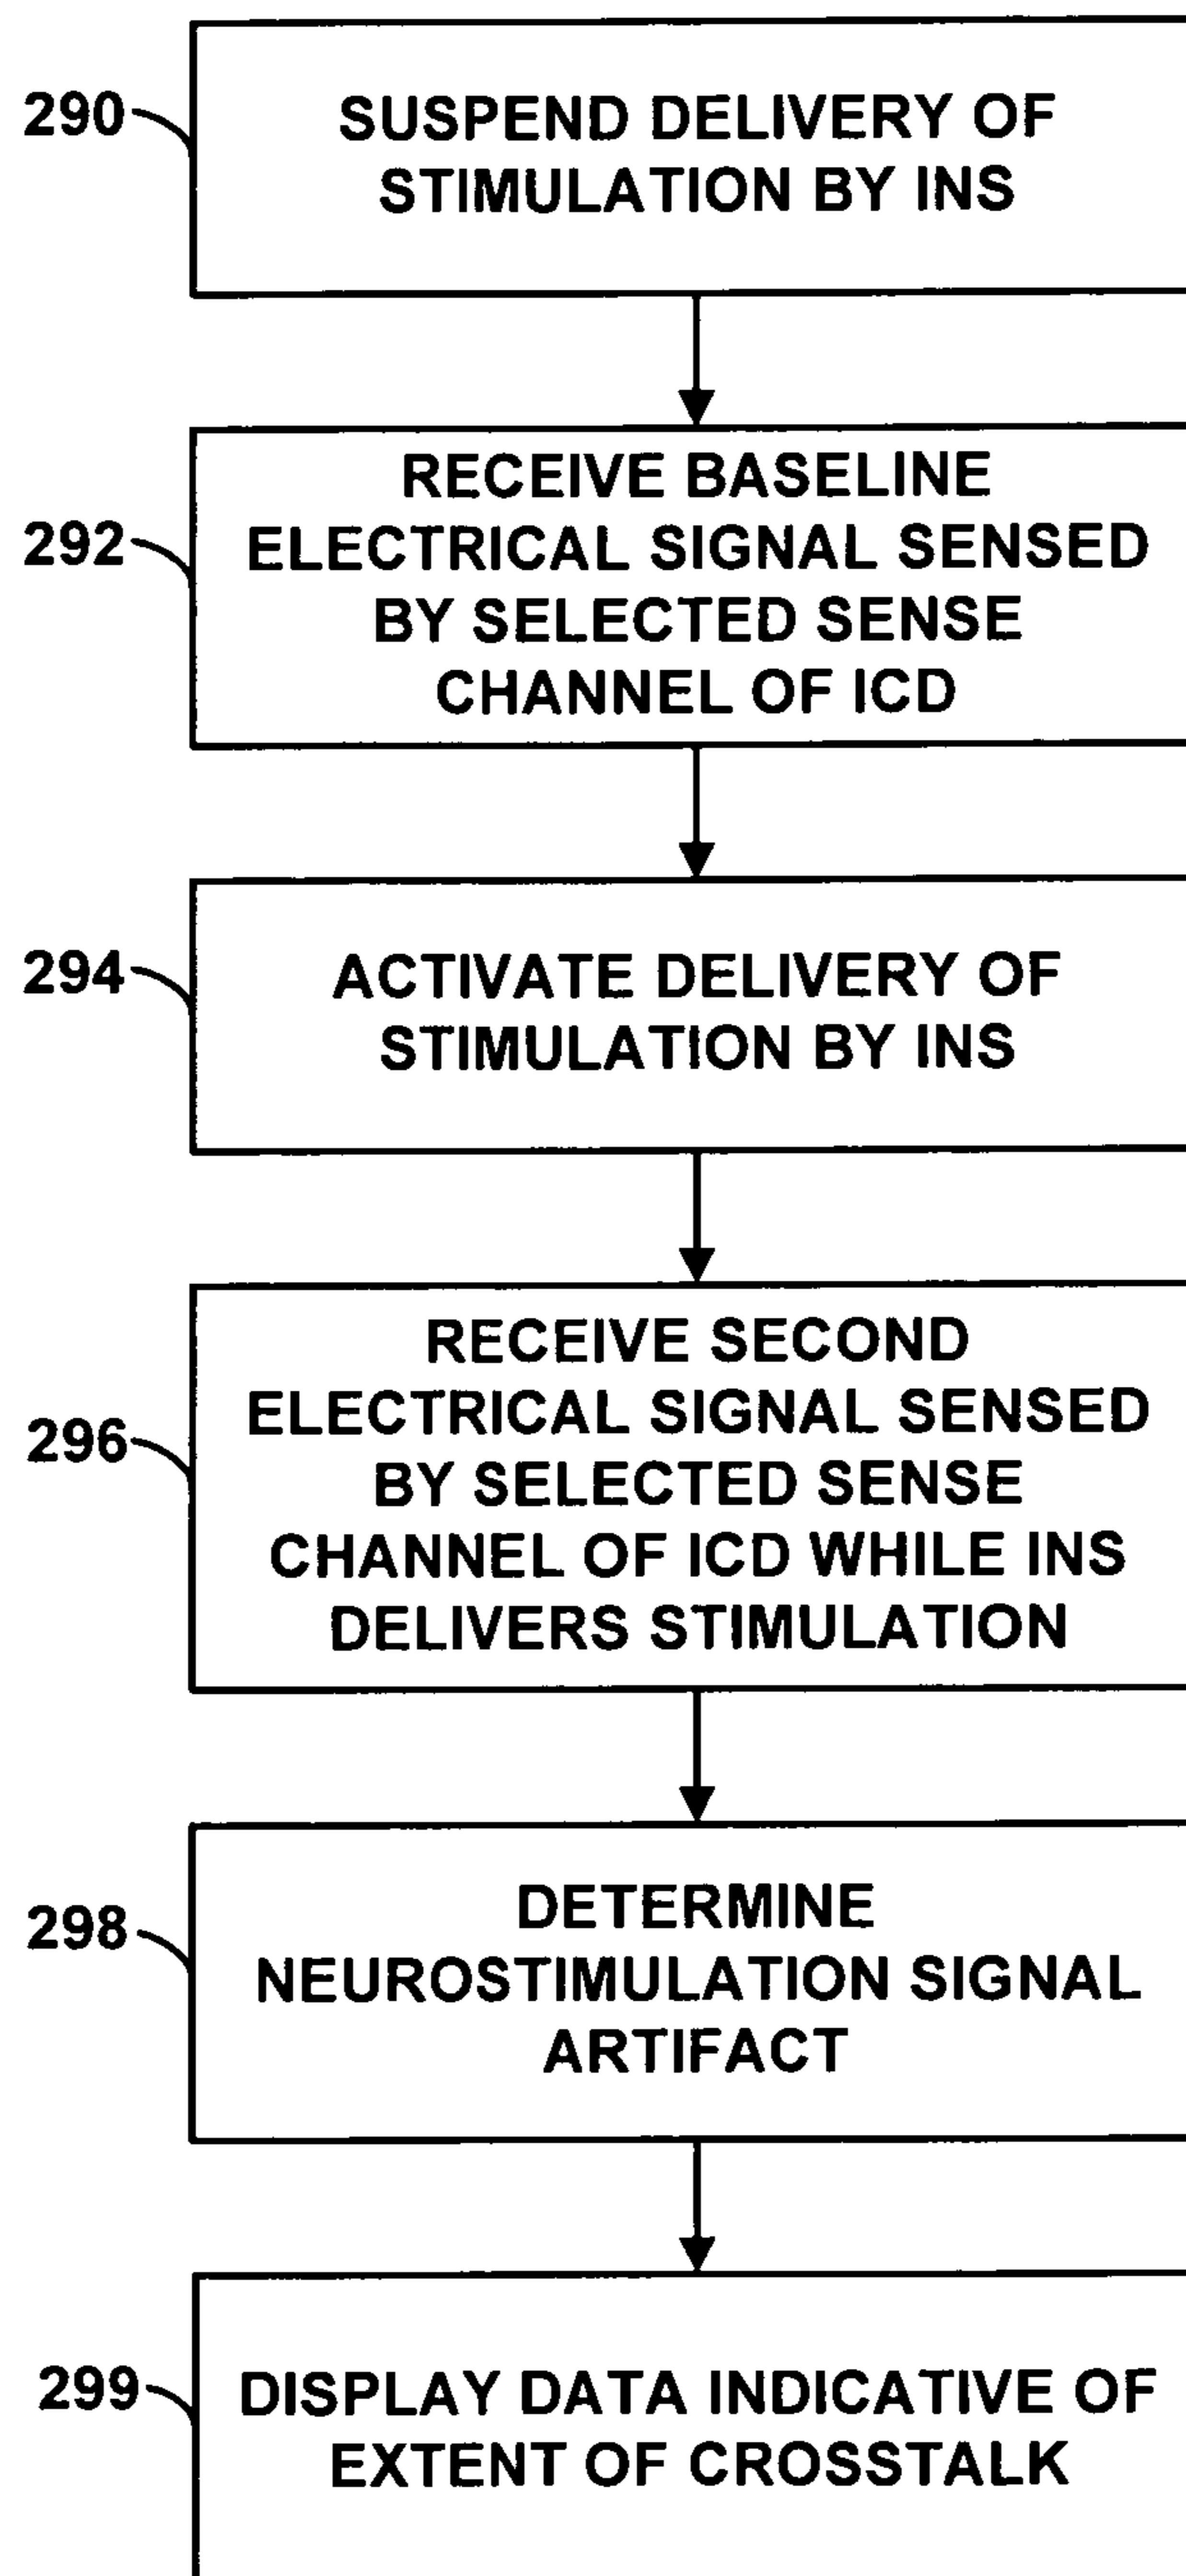 290
SUSPEND DELIVERY OF
STIMULATION BY INS
292
RECEIVE BASELINE
ELECTRICAL SIGNAL SENSED
BY SELECTED SENSE
CHANNEL OF ICD
294
ACTIVATE DELIVERY OF
STIMULATION BY INS
296
RECEIVE SECOND
ELECTRICAL SIGNAL SENSED
BY SELECTED SENSE
CHANNEL OF ICD WHILE INS
DELIVERS STIMULATION
298
DETERMINE
NEUROSTIMULATION SIGNAL
ARTIFACT
299
DISPLAY DATA INDICATIVE OF
EXTENT OF CROSSTALK